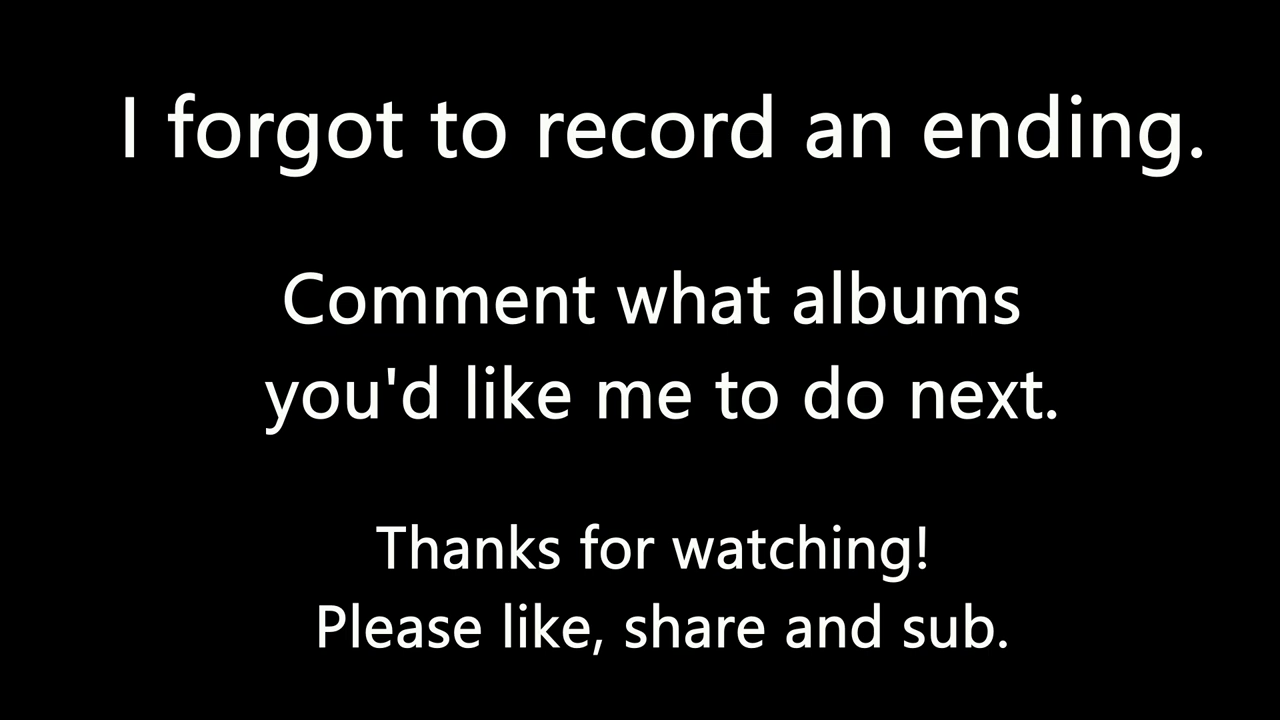 I forgot to record an ending.
Comment what albums
you'd like me to do next.
Thanks for watching!
Please like, share and sub.